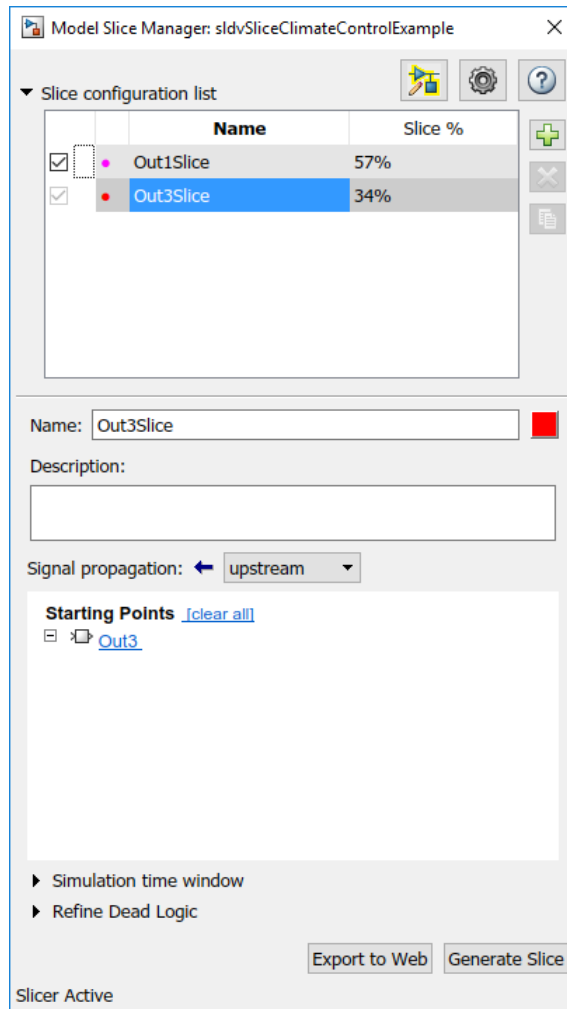 Model Slice Manager: sldvSliceClimateControlExample
Slice configuration list
Name Slice %
Out1Slice 57%
Out3Slice 34%
Name: Out3Slice
Description:
Signal propagation: upstream
Starting Points [clear all]
Out3
Simulation time window
Refine Dead Logic
Export to Web Generate Slice
Slicer Active